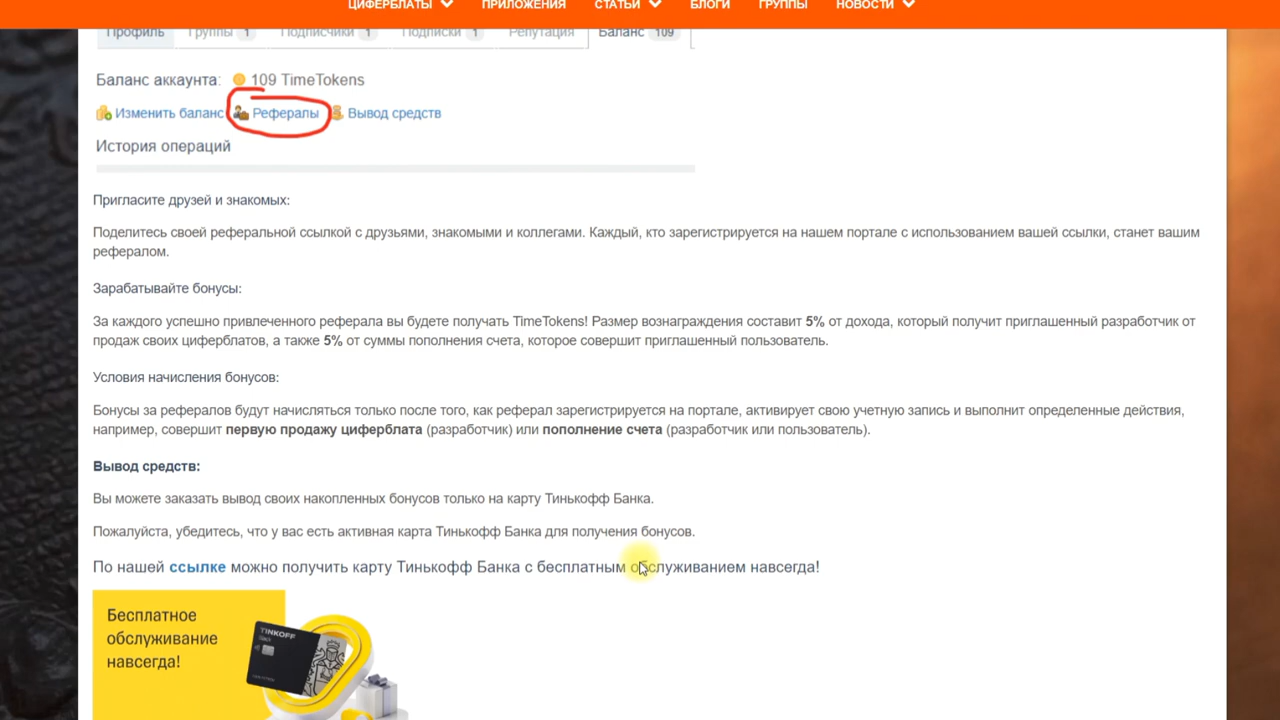 ЦИФЕРБЛАТЫ ПРИЛОЖЕНИЯ СТАТЬИ БЛОГИ ГРУППЫ НОВОСТИ
Профиль Группы 1 Подписчики 1 Подписки 1 Репутация Баланс 109
Баланс аккаунта: 109 TimeTokens
Изменить баланс Рефералы Вывод средств
История операций
Пригласите друзей и знакомых:
Поделитесь своей реферальной ссылкой с друзьями, знакомыми и коллегами. Каждый, кто зарегистрируется на нашем портале с использованием вашей ссылки, станет вашим
рефералом.
Зарабатывайте бонусы:
За каждого успешно привлеченного реферала вы будете получать TimeTokens! Размер вознаграждения составит 5% от дохода, который получит приглашенный разработчик от
продаж своих циферблатов, а также 5% от суммы пополнения счета, которое совершит приглашенный пользователь.
Условия начисления бонусов:
Бонусы за рефералов будут начисляться только после того, как реферал зарегистрируется на портале, активирует свою учетную запись и выполнит определенные действия,
например, совершит первую продажу циферблата (разработчик) или пополнение счета (разработчик или пользователь).
Вывод средств:
Вы можете заказать вывод своих накопленных бонусов только на карту Тинькофф Банка.
Пожалуйста, убедитесь, что у вас есть активная карта Тинькофф Банка для получения бонусов.
По нашей ссылке можно получить карту Тинькофф Банка с бесплатным обслуживанием навсегда!
Бесплатное
обслуживание
навсегда!
TINKOFF
Black